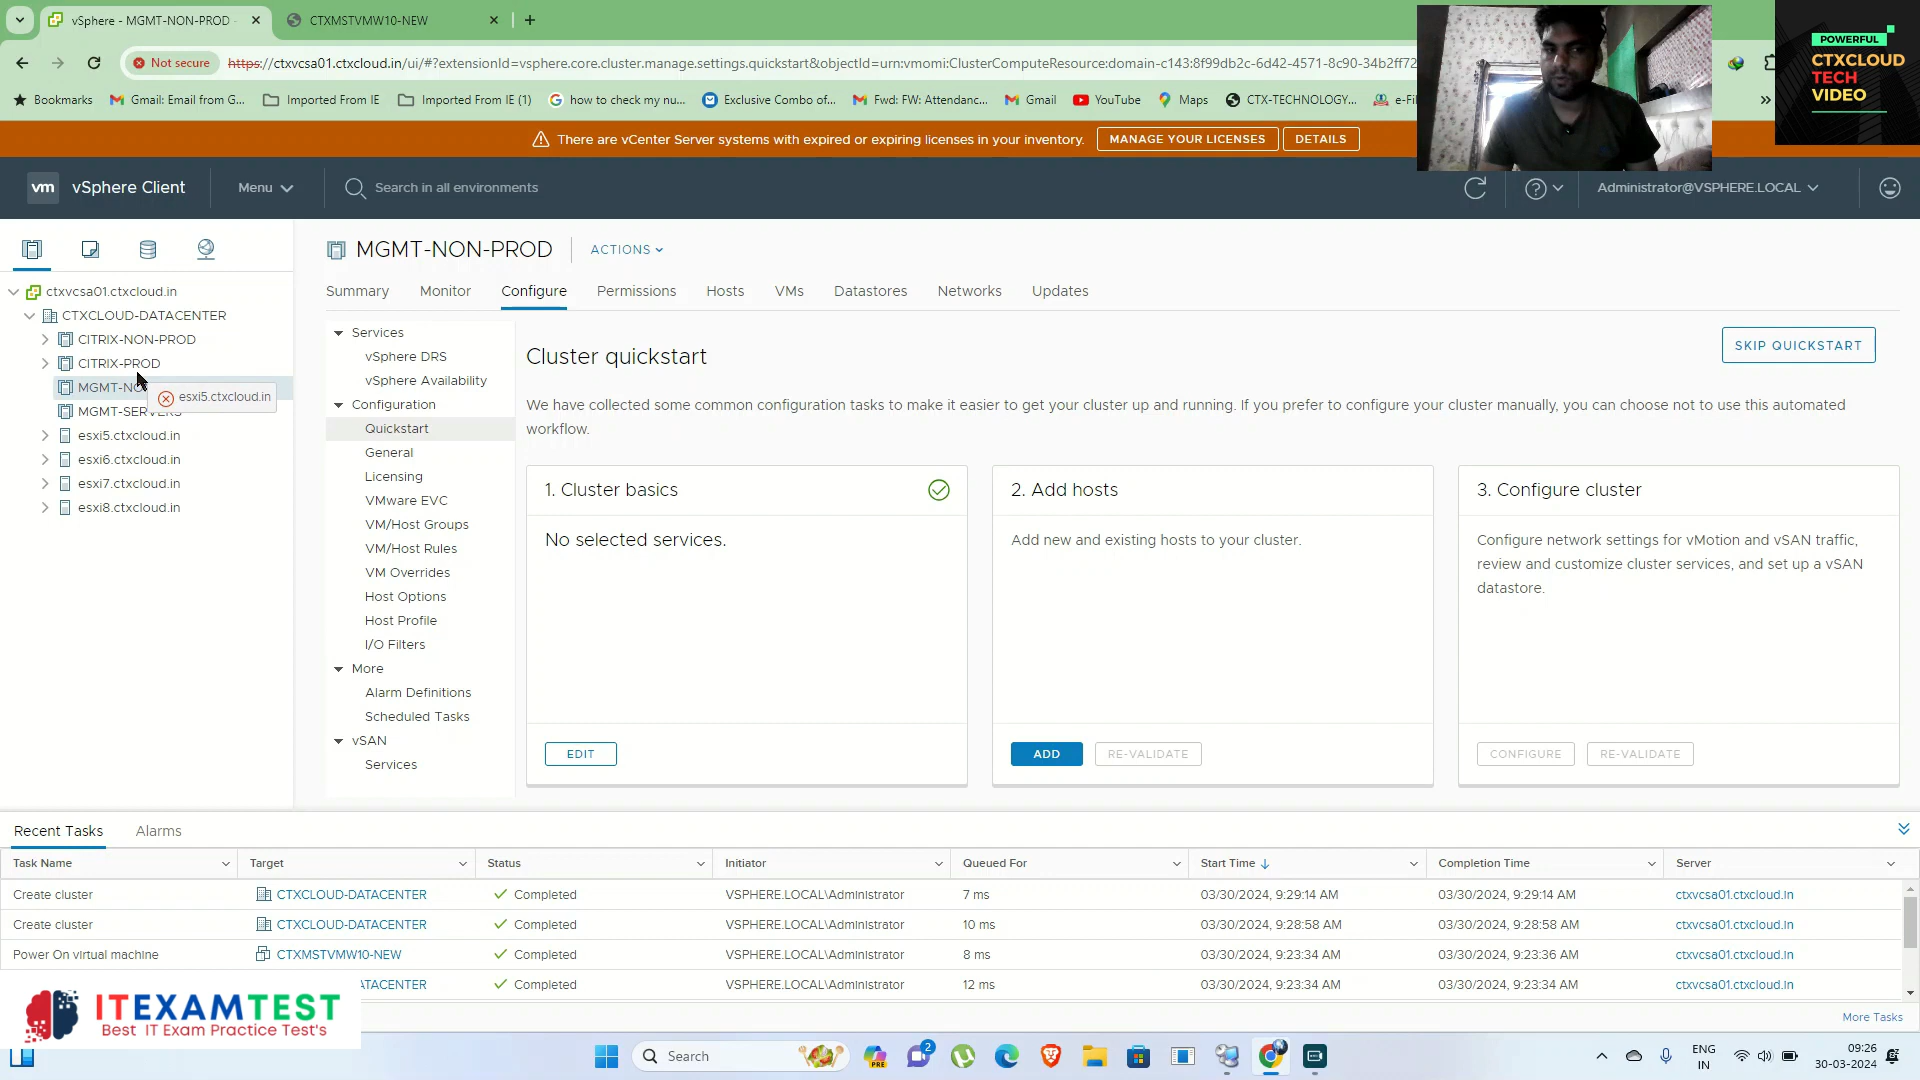 vSphere - MGMT-NON-PROD -
CTXMSTVMW10-NEW
Not secure
https://ctxvcsa01.ctxcloud.in/ui/#?extensionId=vsphere.core.cluster.manage.settings.quickstart&objectId=urn:vmomi:ClusterComputeResource:domain-c143:8f99db2c-6d42-4571-8c90-34b2ff72
Bookmarks
Gmail: Email from G...
Imported From IE
Imported From IE (1)
how to check my nu...
Exclusive Combo of...
Fwd: FW: Attendanc...
Gmail
YouTube
Maps
CTX-TECHNOLOGY...
e-Fil
POWERFUL
CTXCLOUD
TECH
VIDEO
There are vCenter Server systems with expired or expiring licenses in your inventory.
MANAGE YOUR LICENSES
DETAILS
vm
vSphere Client
Menu
Search in all environments
Administrator@VSPHERE.LOCAL
ctxvcsa01.ctxcloud.in
CTXCLOUD-DATACENTER
CITRIX-NON-PROD
CITRIX-PROD
MGMT-NO
esxi5.ctxcloud.in
MGMT-SERVERS
esxi5.ctxcloud.in
esxi6.ctxcloud.in
esxi7.ctxcloud.in
esxi8.ctxcloud.in
MGMT-NON-PROD
ACTIONS
Summary
Monitor
Configure
Permissions
Hosts
VMs
Datastores
Networks
Updates
Services
vSphere DRS
vSphere Availability
Configuration
Quickstart
General
Licensing
VMware EVC
VM/Host Groups
VM/Host Rules
VM Overrides
Host Options
Host Profile
I/O Filters
More
Alarm Definitions
Scheduled Tasks
vSAN
Services
Cluster quickstart
SKIP QUICKSTART
We have collected some common configuration tasks to make it easier to get your cluster up and running. If you prefer to configure your cluster manually, you can choose not to use this automated
workflow.
1. Cluster basics
No selected services.
EDIT
2. Add hosts
Add new and existing hosts to your cluster.
ADD
RE-VALIDATE
3. Configure cluster
Configure network settings for vMotion and vSAN traffic,
review and customize cluster services, and set up a vSAN
datastore.
CONFIGURE
RE-VALIDATE
Recent Tasks
Alarms
Task Name Target Status Initiator Queued For Start Time Completion Time Server
Create cluster CTXCLOUD-DATACENTER Completed VSPHERE.LOCAL\Administrator 7 ms 03/30/2024, 9:29:14 AM 03/30/2024, 9:29:14 AM ctxvcsa01.ctxcloud.in
Create cluster CTXCLOUD-DATACENTER Completed VSPHERE.LOCAL\Administrator 10 ms 03/30/2024, 9:28:58 AM 03/30/2024, 9:28:58 AM ctxvcsa01.ctxcloud.in
Power On virtual machine CTXMSTVMW10-NEW Completed VSPHERE.LOCAL\Administrator 8 ms 03/30/2024, 9:23:34 AM 03/30/2024, 9:23:36 AM ctxvcsa01.ctxcloud.in
ATACENTER Completed VSPHERE.LOCAL\Administrator 12 ms 03/30/2024, 9:23:34 AM 03/30/2024, 9:23:34 AM ctxvcsa01.ctxcloud.in
More Tasks
ITEXAMTEST
Best IT Exam Practice Test's
Search
PRE
2
ENG
IN
09:26
30-03-2024